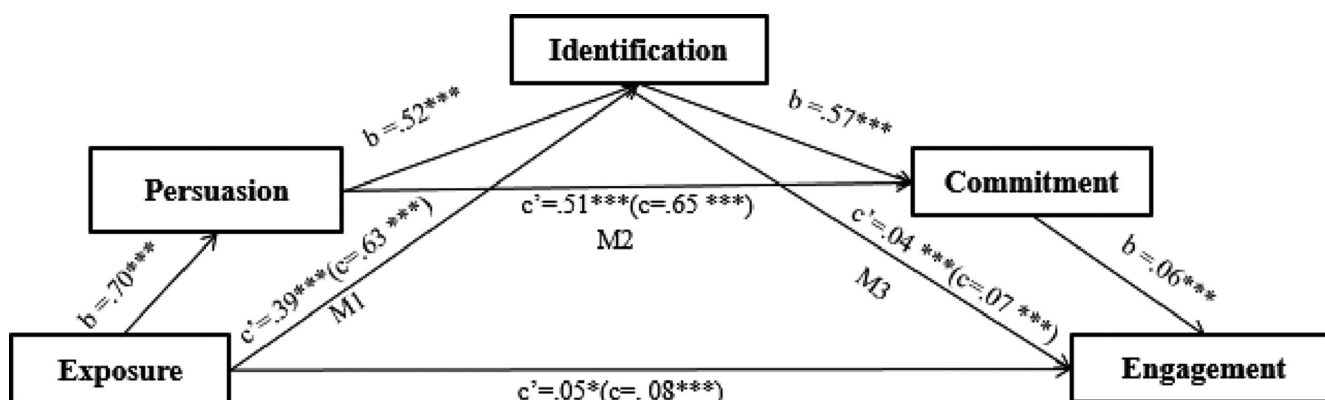 Identification
b =.52***
b =.57***
Persuasion
Commitment
c’=.51***(c=.65 ***)
M2
b =.70***
c’=.39***(c=.63 ***)
M1
c’=.04 ***(c=.07 ***)
M3
b =.06***
Exposure
Engagement
c’=.05*(c=. 08***)